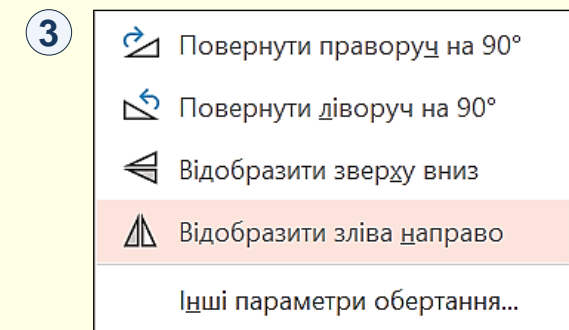 3
Повернути праворуч на 90°
Повернути ліворуч на 90°
Відобразити зверху вниз
Відобразити зліва направо
Інші параметри обертання...